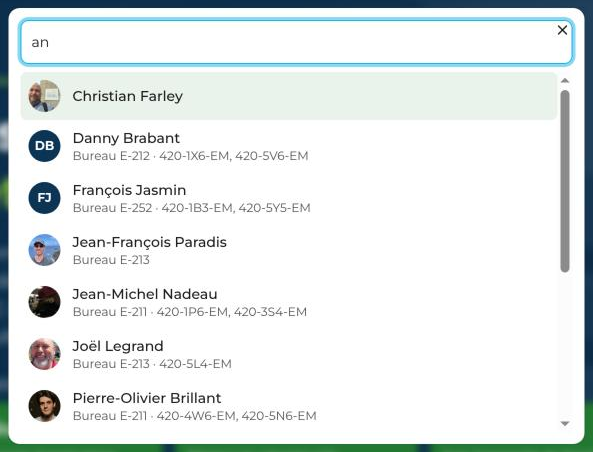 an
×
Christian Farley
DB
Danny Brabant
Bureau E-212 · 420-1X6-EM, 420-5V6-EM
FJ
François Jasmin
Bureau E-252 · 420-1B3-EM, 420-5Y5-EM
Jean-François Paradis
Bureau E-213
Jean-Michel Nadeau
Bureau E-211 · 420-1P6-EM, 420-3S4-EM
Joël Legrand
Bureau E-213 · 420-5L4-EM
Pierre-Olivier Brillant
Bureau E-211 · 420-4W6-EM, 420-5N6-EM